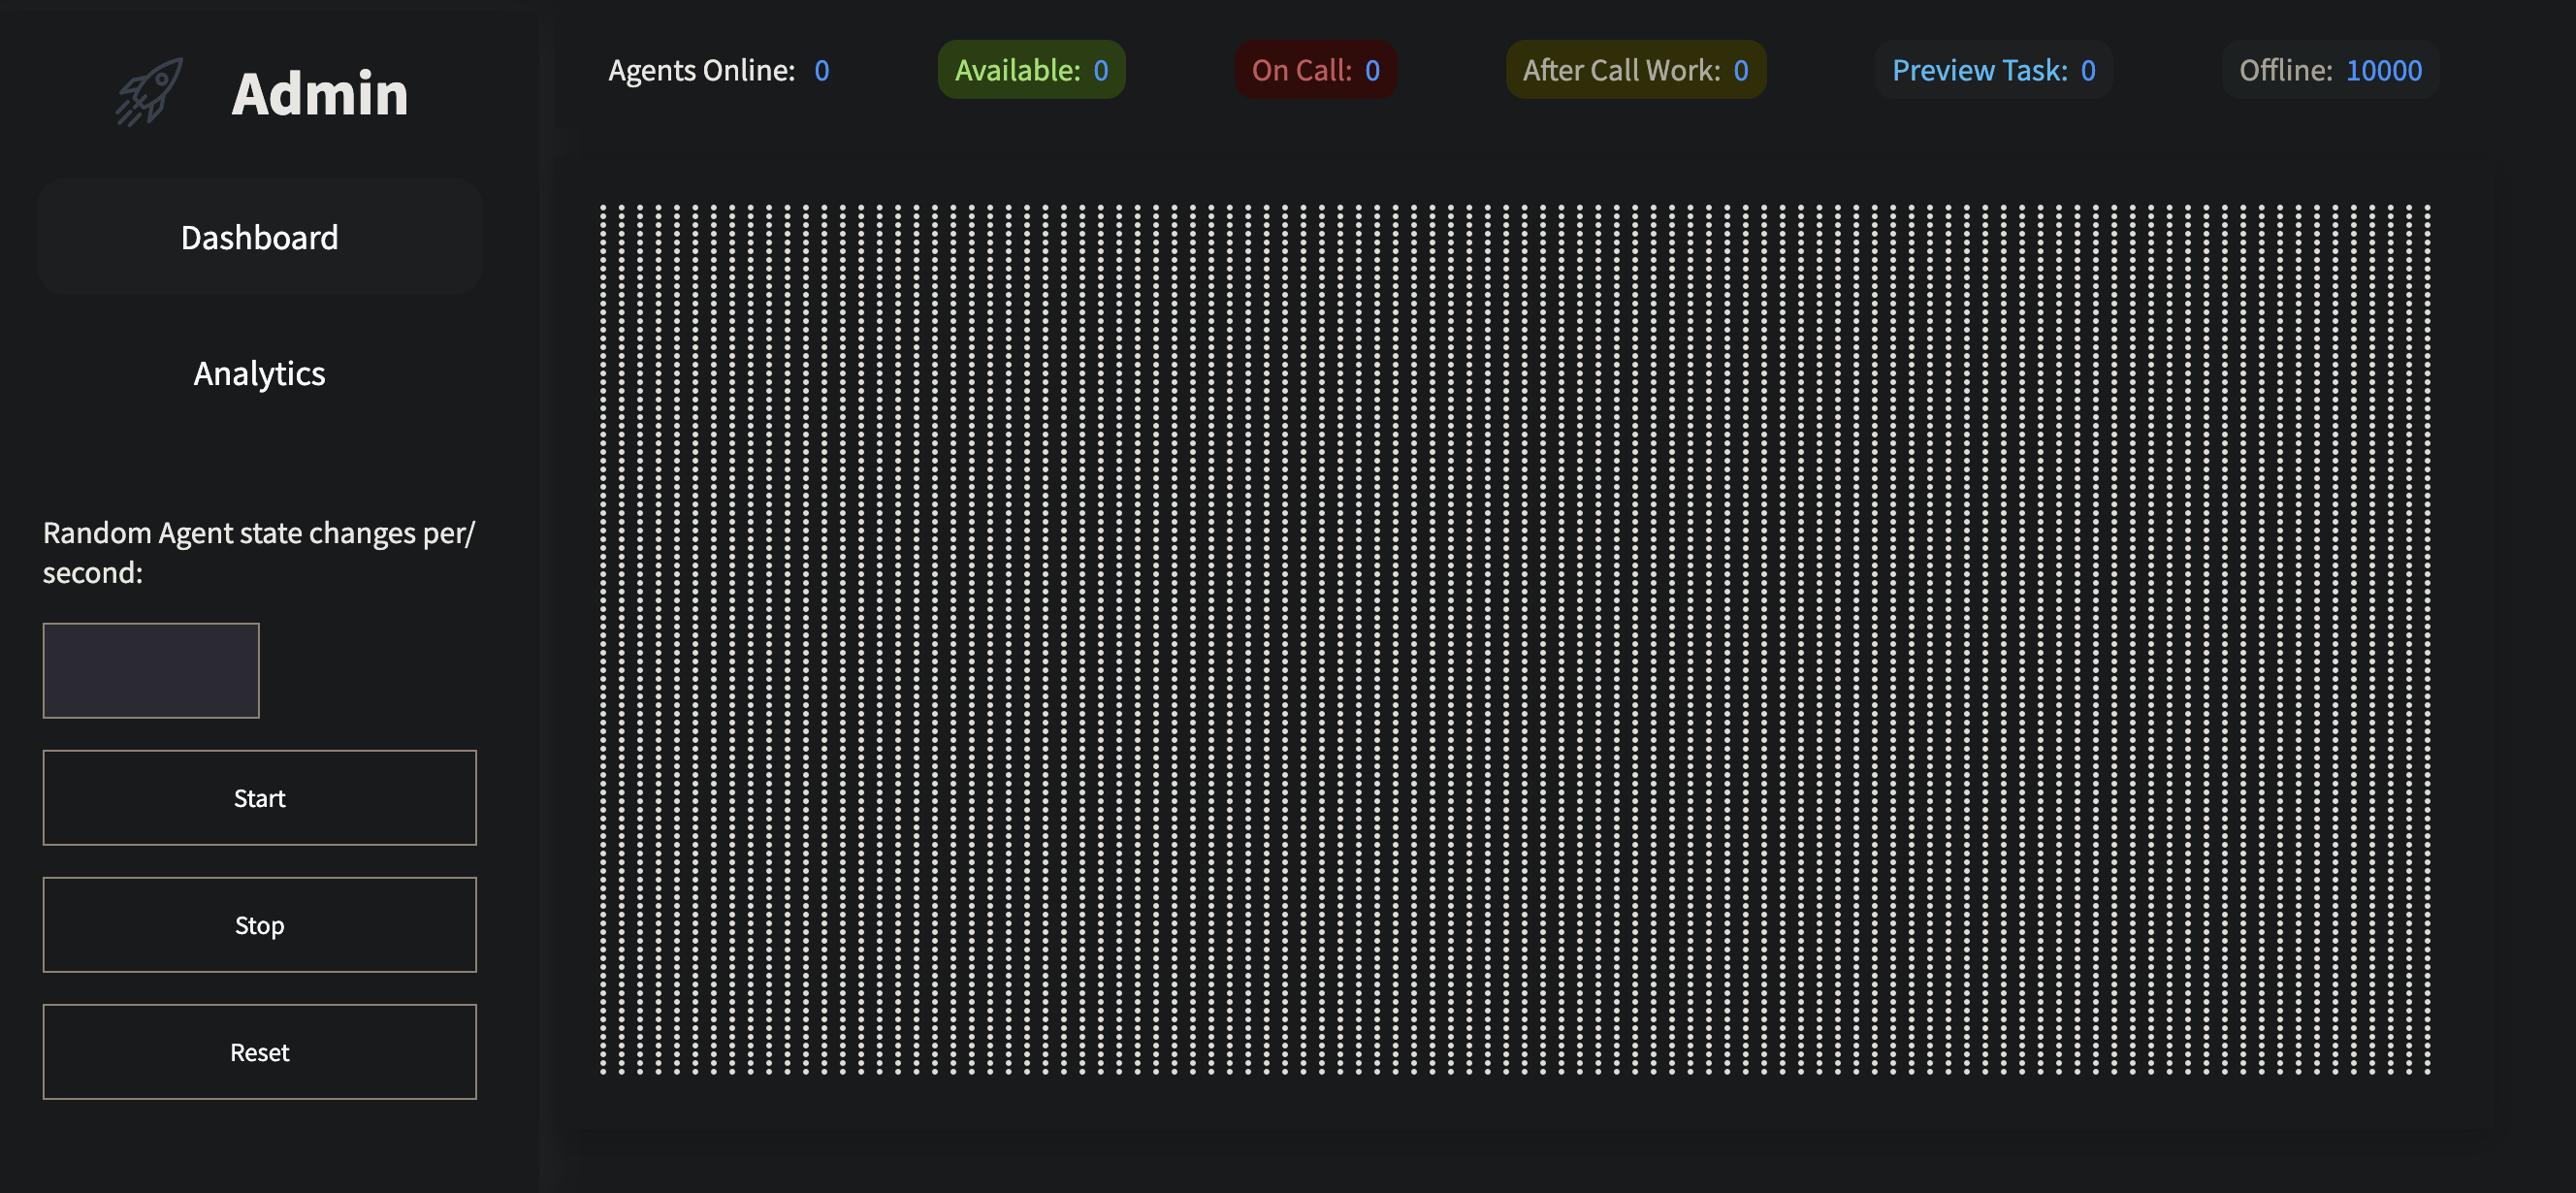 Admin
Dashboard
Analytics
Random Agent state changes per/
second:
Start
Stop
Reset
Agents Online: 0
Available: 0
On Call: 0
After Call Work: 0
Preview Task: 0
Offline: 10000